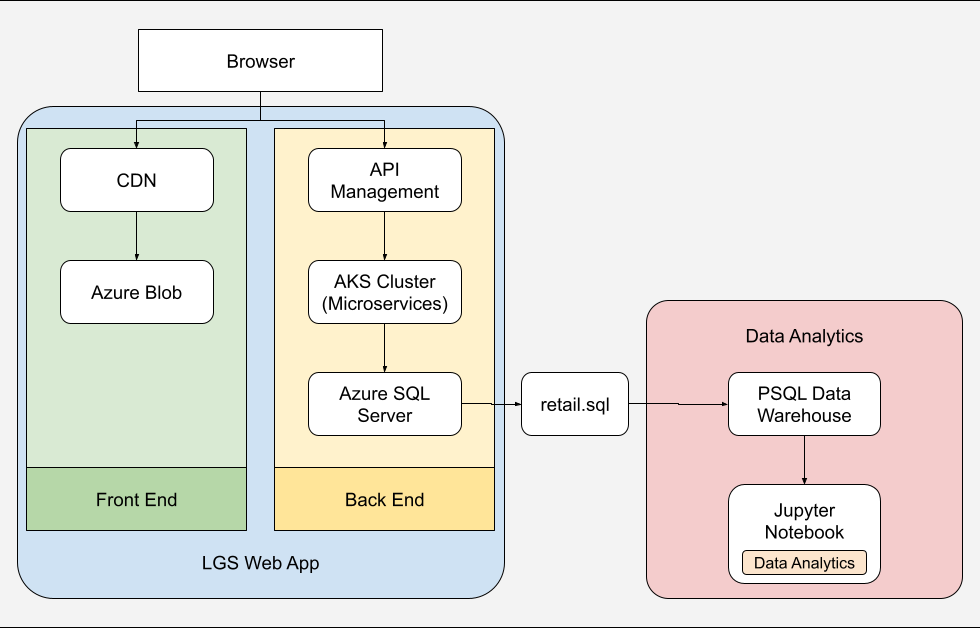 Browser
CDN
API
Management
Azure Blob
AKS Cluster
(Microservices)
Data Analytics
Azure SQL
Server
retail.sql
PSQL Data
Warehouse
Front End
Back End
Jupyter
Notebook
Data Analytics
LGS Web App